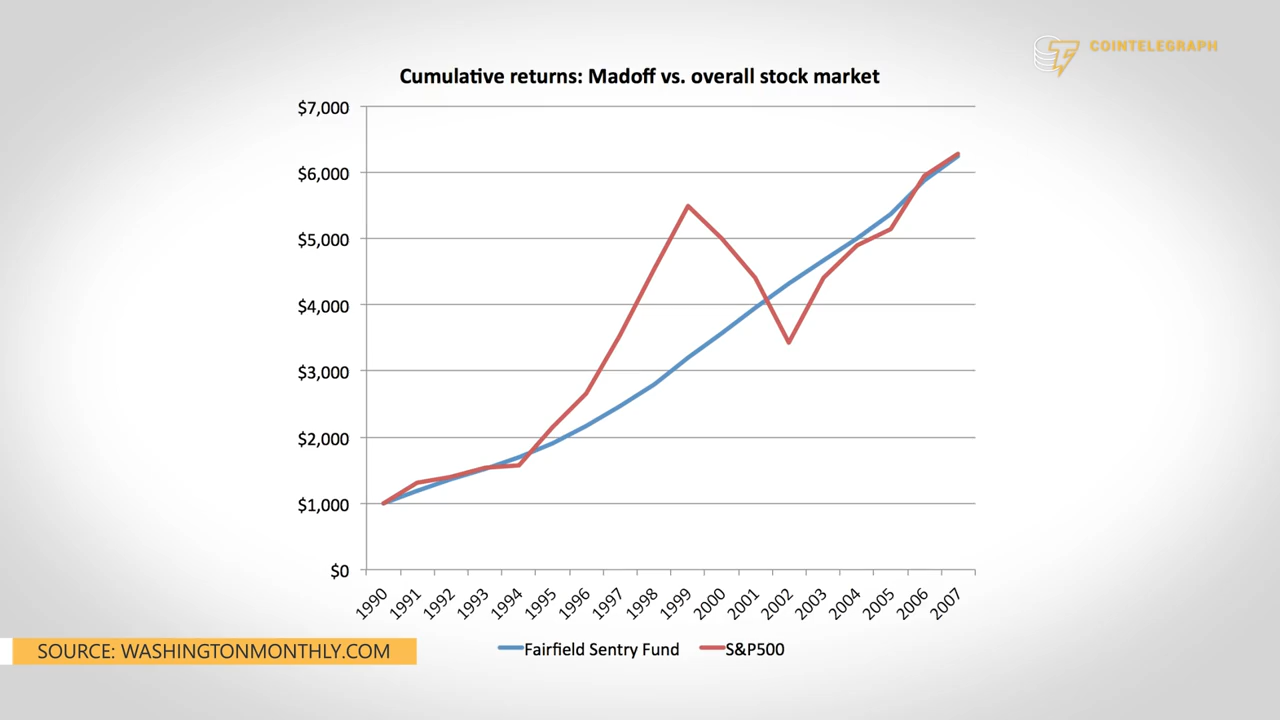 COINTELEGRAPH
Cumulative returns: Madoff vs. overall stock market
$7,000
$6,000
$5,000
$4,000
$3,000
$2,000
$1,000
$0
1990 1991 1992 1993 1994 1995 1996 1997 1998 1999 2000 2001 2002 2003 2004 2005 2006 2007
SOURCE: WASHINGTONMONTHLY.COM
Fairfield Sentry Fund S&P500